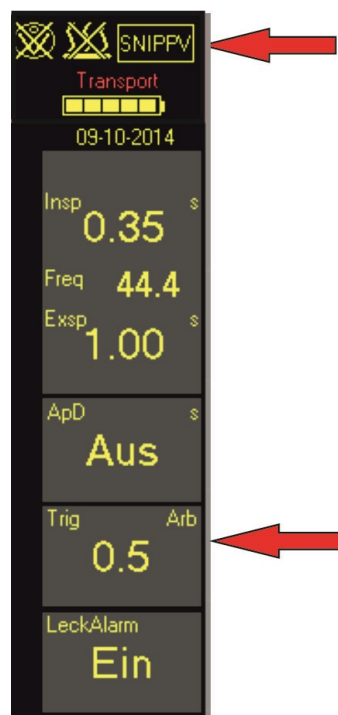 SNIPPV
Transport
09-10-2014
Insp s
0.35
Freq 44.4
Exsp s
1.00
ApD s
Aus
Trig Arb
0.5
LeckAlarm
Ein